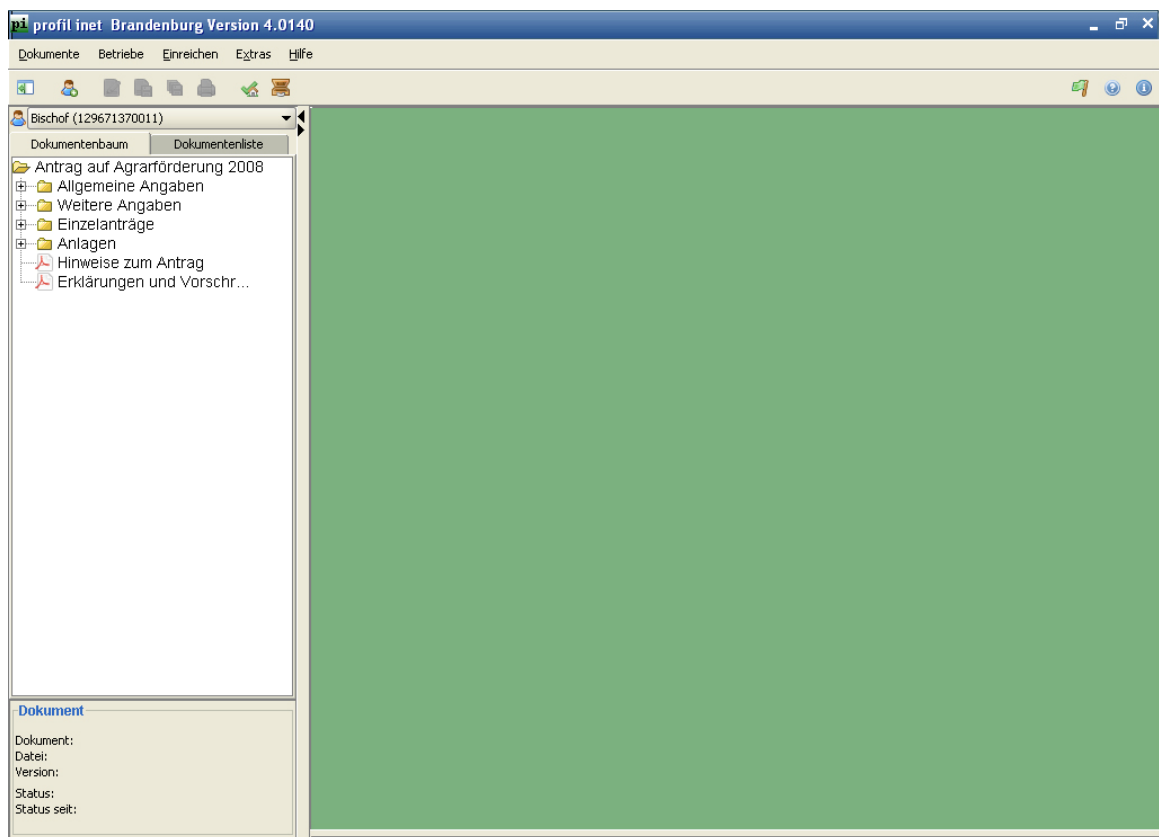 pi profil inet Brandenburg Version 4.0140
Dokumente Betriebe Einreichen Extras Hilfe
Bischof (129671370011)
Dokumentenbaum Dokumentenliste
Antrag auf Agrarförderung 2008
Allgemeine Angaben
Weitere Angaben
Einzelanträge
Anlagen
Hinweise zum Antrag
Erklärungen und Vorschr...
Dokument
Dokument:
Datei:
Version:
Status:
Status seit: